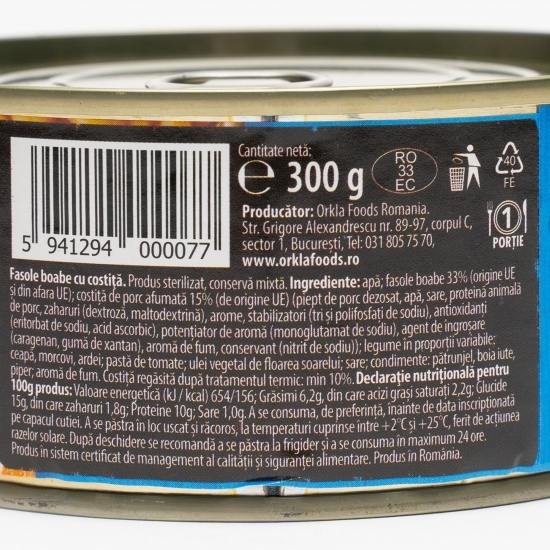 Cantitate netă:
e 300 g
RO
33
EC
40
FE
Producător: Orkla Foods Romania.
Str. Grigore Alexandrescu nr. 89-97, corpul C,
sector 1, București, Tel: 031 805 75 70,
www.orklafoods.ro
1
PORȚIE
5 941294 000077
Fasole boabe cu costiță. Produs sterilizat, conservă mixtă. Ingrediente: apă; fasole boabe 33% (origine UE
și din afara UE); costiță de porc afumată 15% (de origine UE) (piept de porc dezosat, apă, sare, proteină animală
de porc, zaharuri (dextroză, maltodextrină), arome, stabilizatori (tri și polifosfați de sodiu), antioxidanți
(eritorbat de sodiu, acid ascorbic), potențiator de aromă (monoglutamat de sodiu), agent de îngroșare
(caragenan, gumă de xantan), aromă de fum, conservant (nitrit de sodiu)); legume în proporții variabile:
ceapă, morcovi, ardei; pastă de tomate; ulei vegetal de floarea soarelui; sare; condimente: pătrunjel, boia iute,
piper; aromă de fum. Costiță regăsită după tratamentul termic: min 10%. Declarație nutrițională pentru
100g produs: Valoare energetică (kJ / kcal) 654/156; Grăsimi 6,2g, din care acizi grași saturați 2,2g; Glucide
15g, din care zaharuri 1,8g; Proteine 10g; Sare 1,0g. A se consuma, de preferință, înainte de data inscripționată
pe capacul cutiei. A se păstra în loc uscat și răcoros, la temperaturi cuprinse între +2°C și +25°C, ferit de acțiunea
razelor solare. După deschidere se recomandă a se păstra la frigider și a se consuma în maximum 24 ore.
Produs în sistem certificat de management al calității și siguranței alimentare. Produs în România.